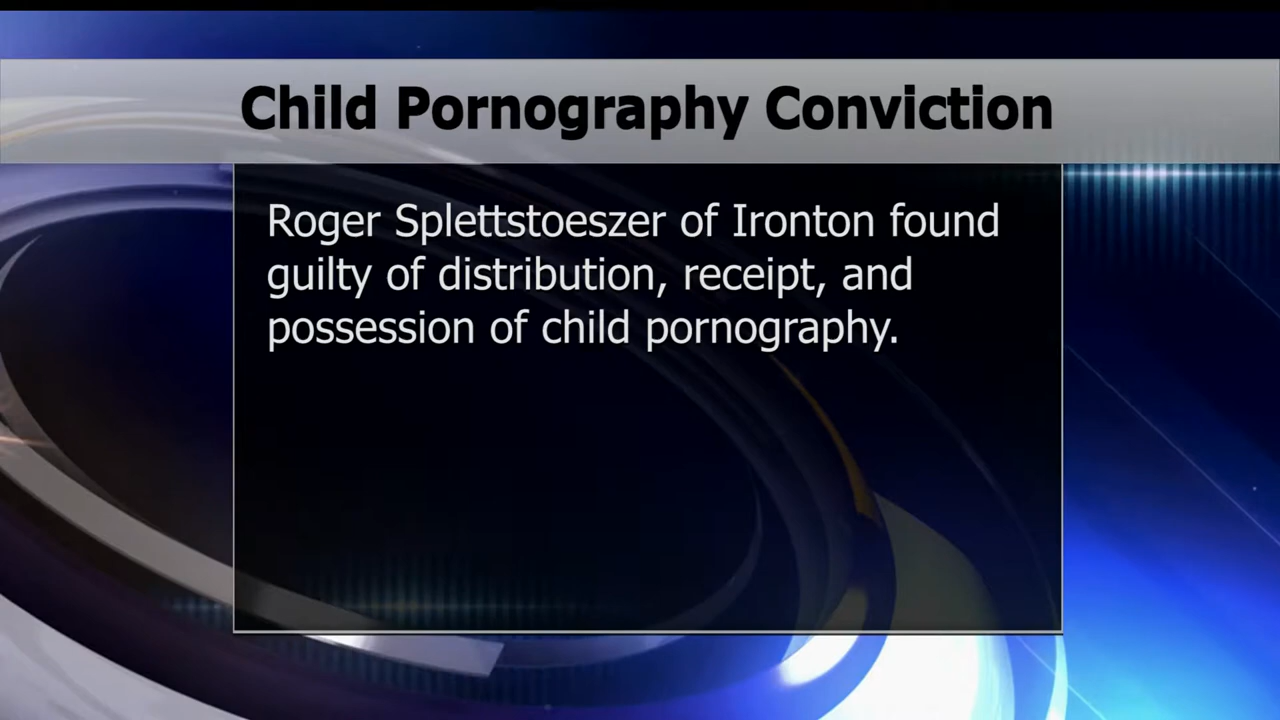 Child Pornography Conviction
Roger Splettstoeszer of Ironton found
guilty of distribution, receipt, and
possession of child pornography.